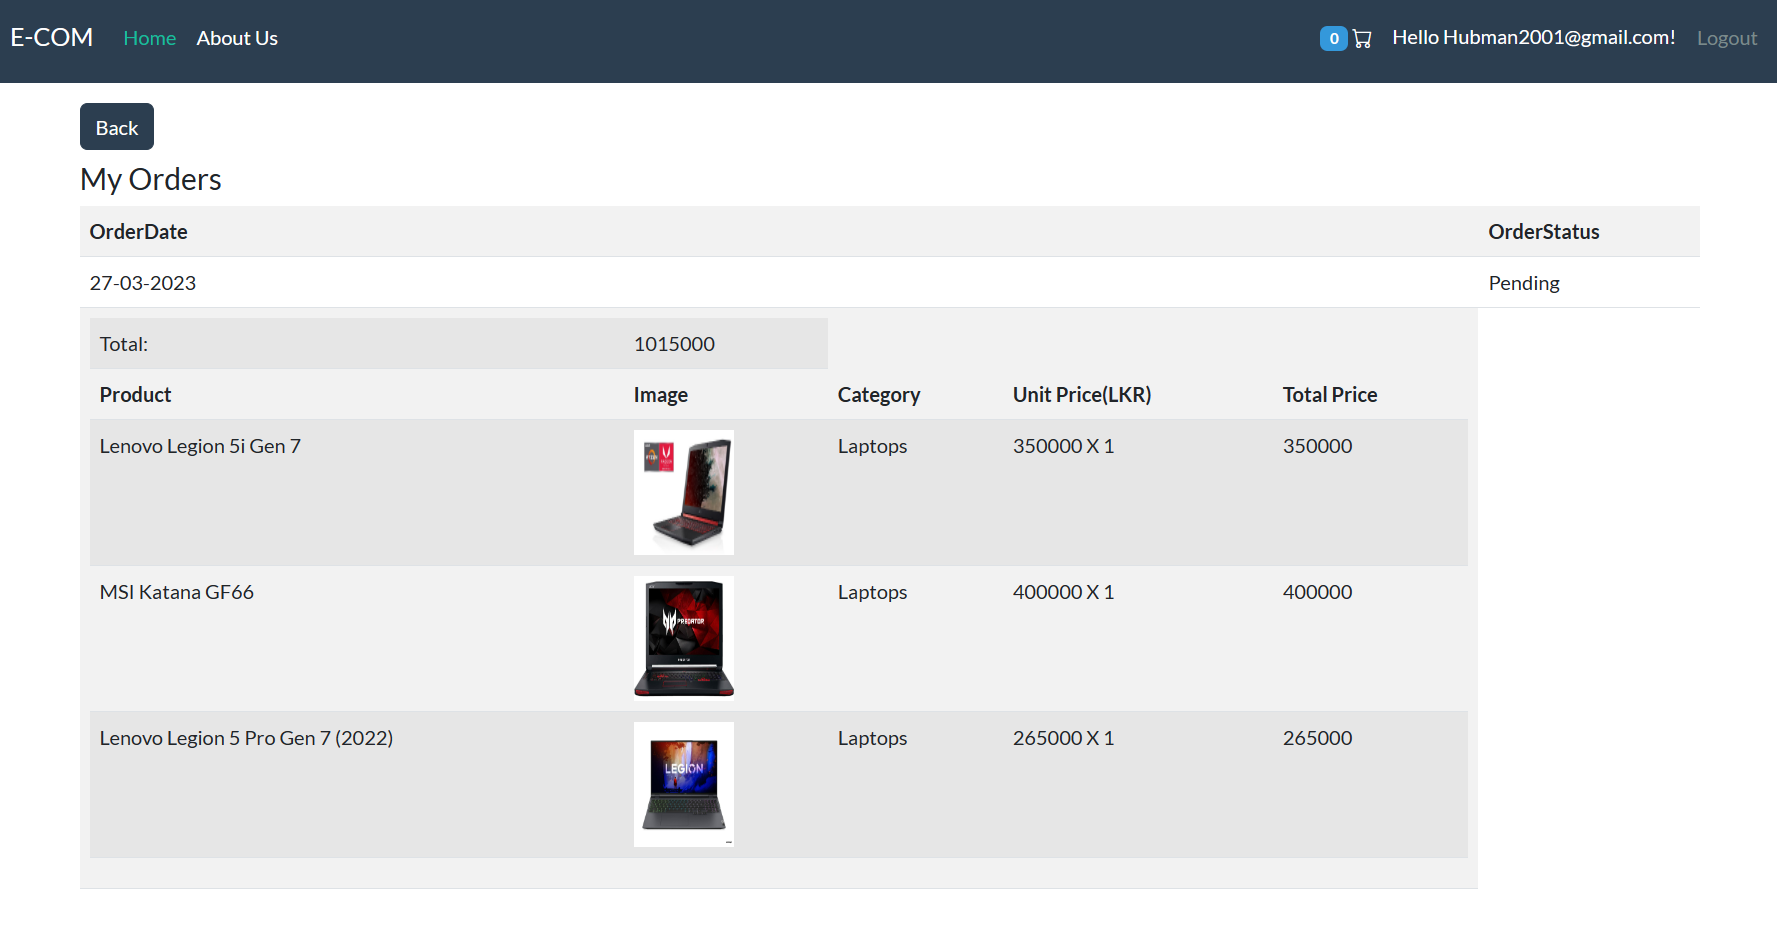 E-COM Home About Us 0 Hello Hubman2001@gmail.com! Logout
Back
My Orders
OrderDate OrderStatus
27-03-2023 Pending
Total: 1015000
Product Image Category Unit Price(LKR) Total Price
Lenovo Legion 5i Gen 7 Laptops 350000 X 1 350000
RYZEN
MSI Katana GF66 Laptops 400000 X 1 400000
PREDATOR
Lenovo Legion 5 Pro Gen 7 (2022) Laptops 265000 X 1 265000
LEGION